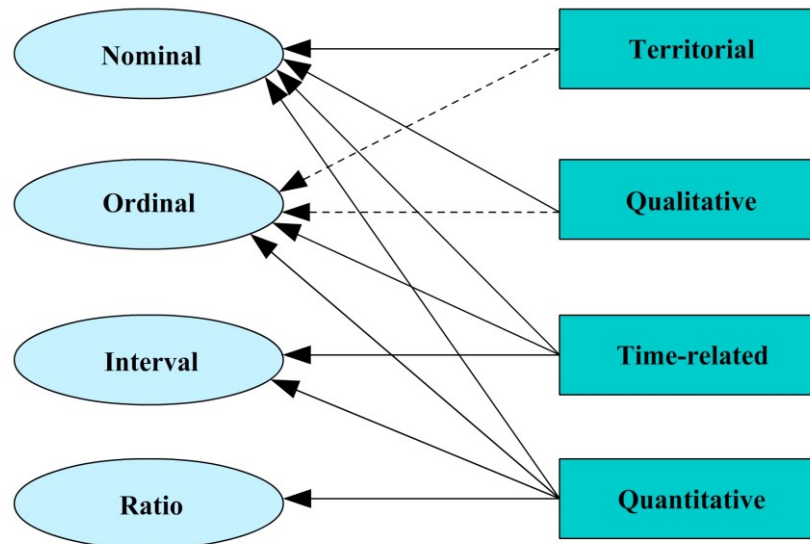 Nominal
Territorial
Ordinal
Qualitative
Interval
Time-related
Ratio
Quantitative